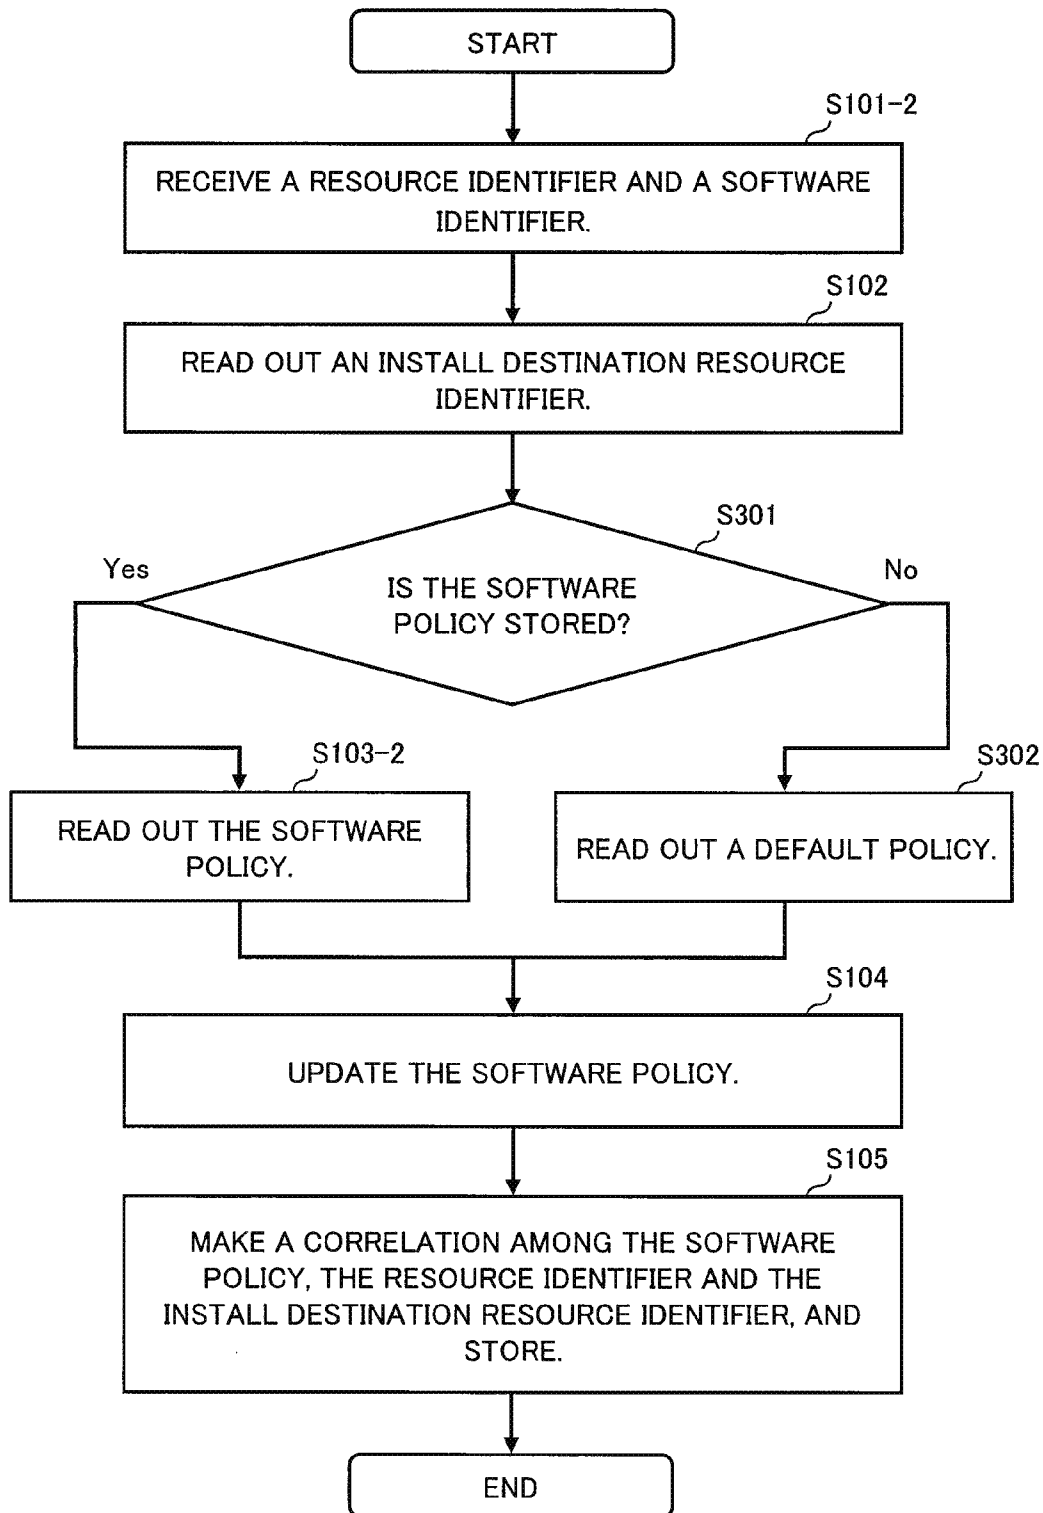 START
S101-2
RECEIVE A RESOURCE IDENTIFIER AND A SOFTWARE
IDENTIFIER.
S102
READ OUT AN INSTALL DESTINATION RESOURCE
IDENTIFIER.
S301
Yes
No
IS THE SOFTWARE
POLICY STORED?
S103-2
READ OUT THE SOFTWARE
POLICY.
S302
READ OUT A DEFAULT POLICY.
S104
UPDATE THE SOFTWARE POLICY.
S105
MAKE A CORRELATION AMONG THE SOFTWARE
POLICY, THE RESOURCE IDENTIFIER AND THE
INSTALL DESTINATION RESOURCE IDENTIFIER, AND
STORE.
END